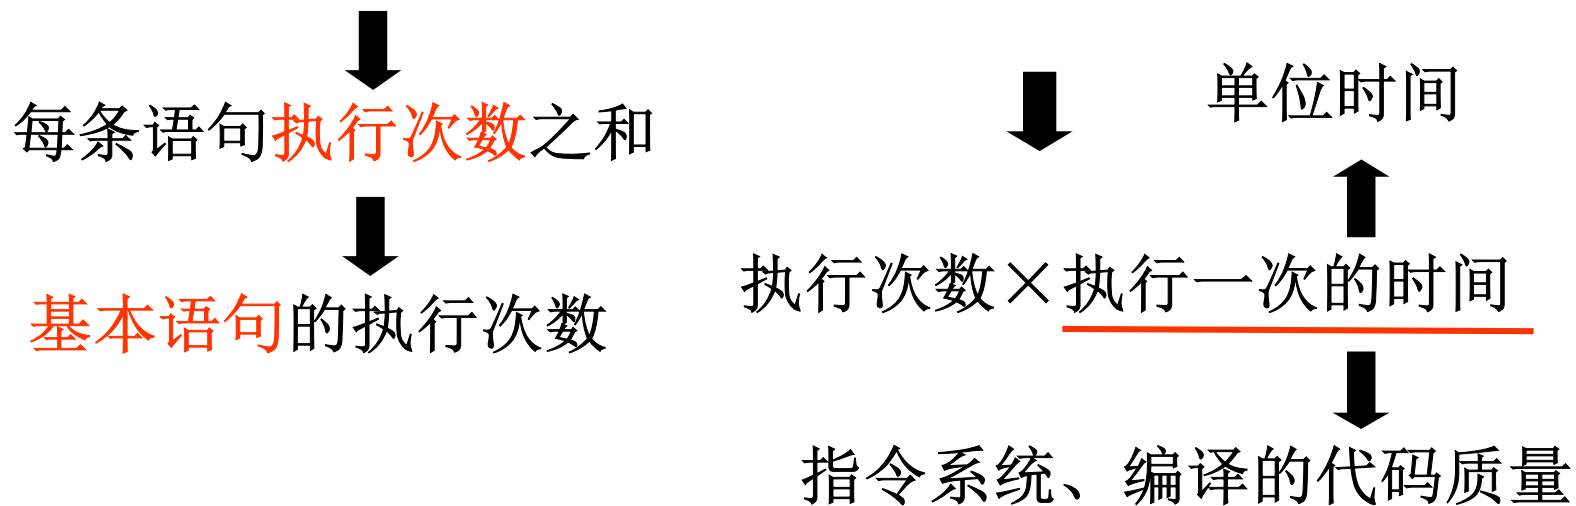 每条语句执行次数之和
基本语句的执行次数
单位时间
执行次数×执行一次的时间
指令系统、编译的代码质量